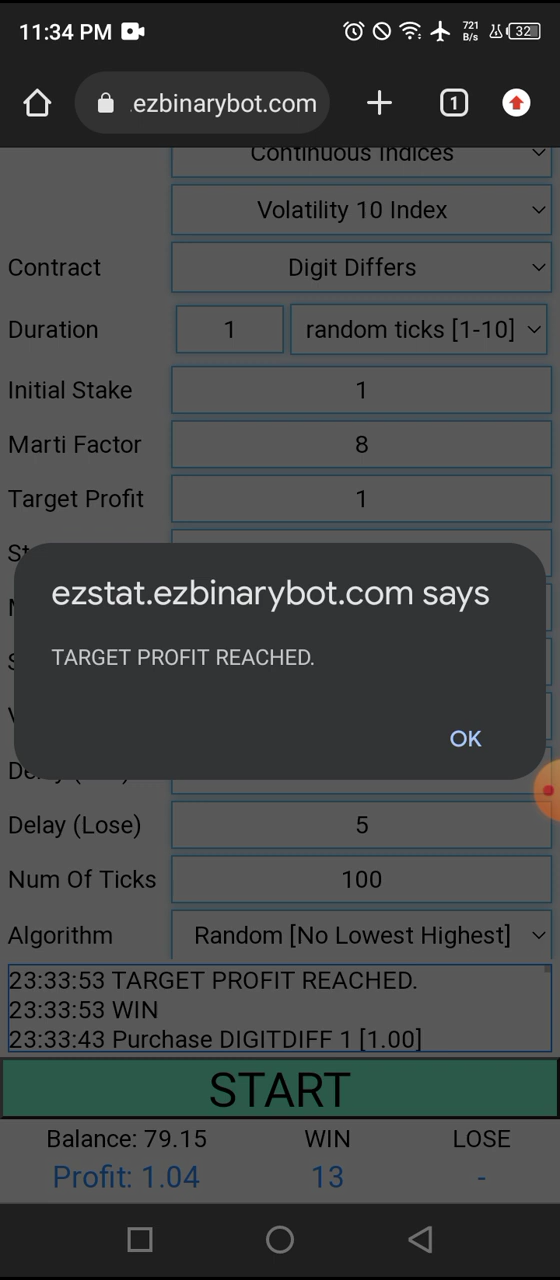 11:34 PM 721 B/s 32
.ezbinarybot.com 1
Continuous Indices
Volatility 10 Index
Contract Digit Differs
Duration 1 random ticks [1-10]
Initial Stake 1
Marti Factor 8
Target Profit 1
ezstat.ezbinarybot.com says
TARGET PROFIT REACHED.
OK
Delay (Lose) 5
Num Of Ticks 100
Algorithm Random [No Lowest Highest]
23:33:53 TARGET PROFIT REACHED.
23:33:53 WIN
23:33:43 Purchase DIGITDIFF 1 [1.00]
START
Balance: 79.15 WIN LOSE
Profit: 1.04 13 -